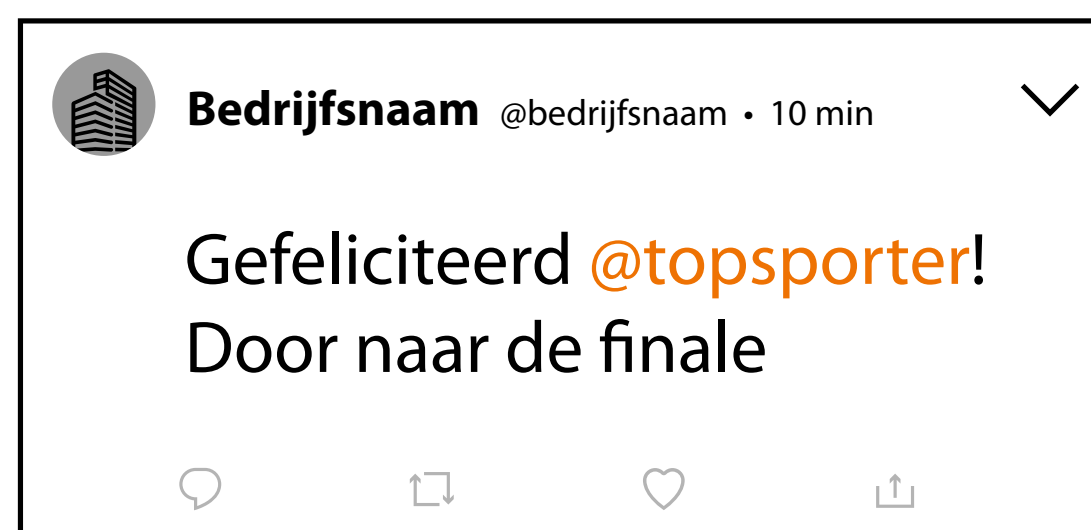 Bedrijfsnaam @bedrijfsnaam • 10 min
Gefeliciteerd @topsporter!
Door naar de finale